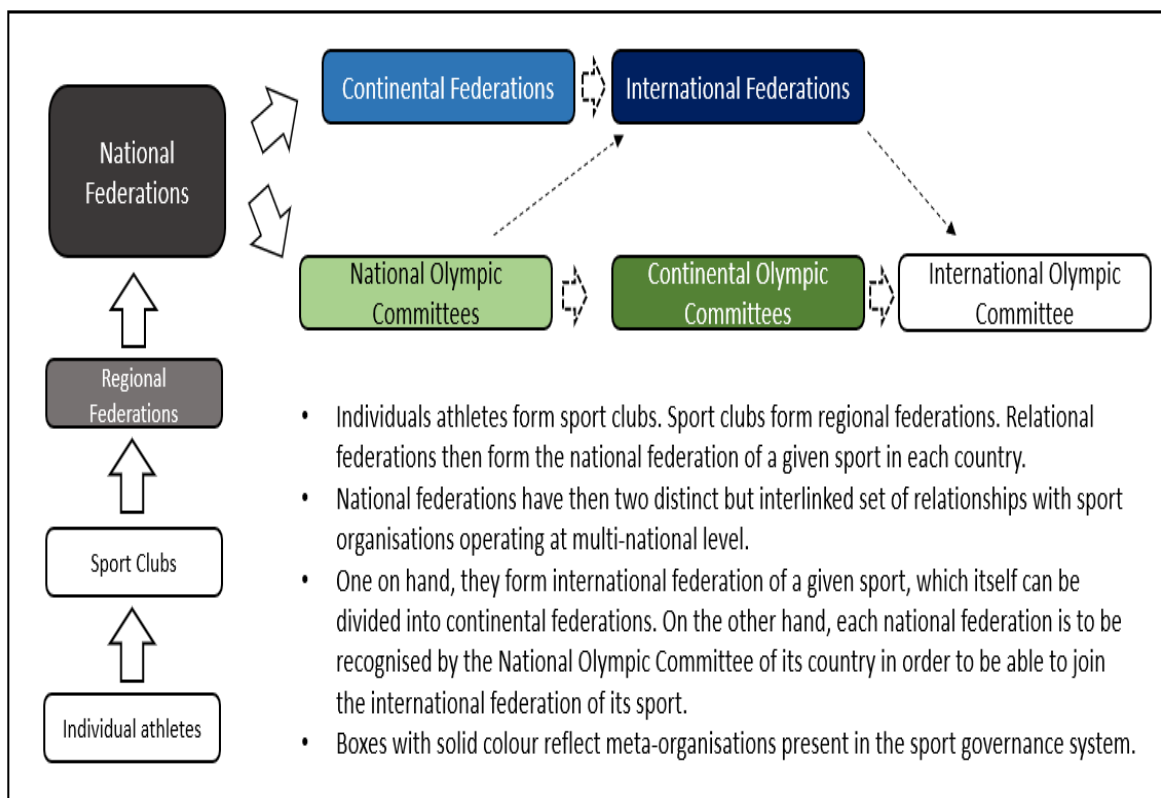 Continental Federations
International Federations
National
Federations
National Olympic
Committees
Continental Olympic
Committees
International Olympic
Committee
Regional
Federations
Sport Clubs
Individual athletes
• Individuals athletes form sport clubs. Sport clubs form regional federations. Relational
federations then form the national federation of a given sport in each country.
• National federations have then two distinct but interlinked set of relationships with sport
organisations operating at multi-national level.
• One on hand, they form international federation of a given sport, which itself can be
divided into continental federations. On the other hand, each national federation is to be
recognised by the National Olympic Committee of its country in order to be able to join
the international federation of its sport.
• Boxes with solid colour reflect meta-organisations present in the sport governance system.